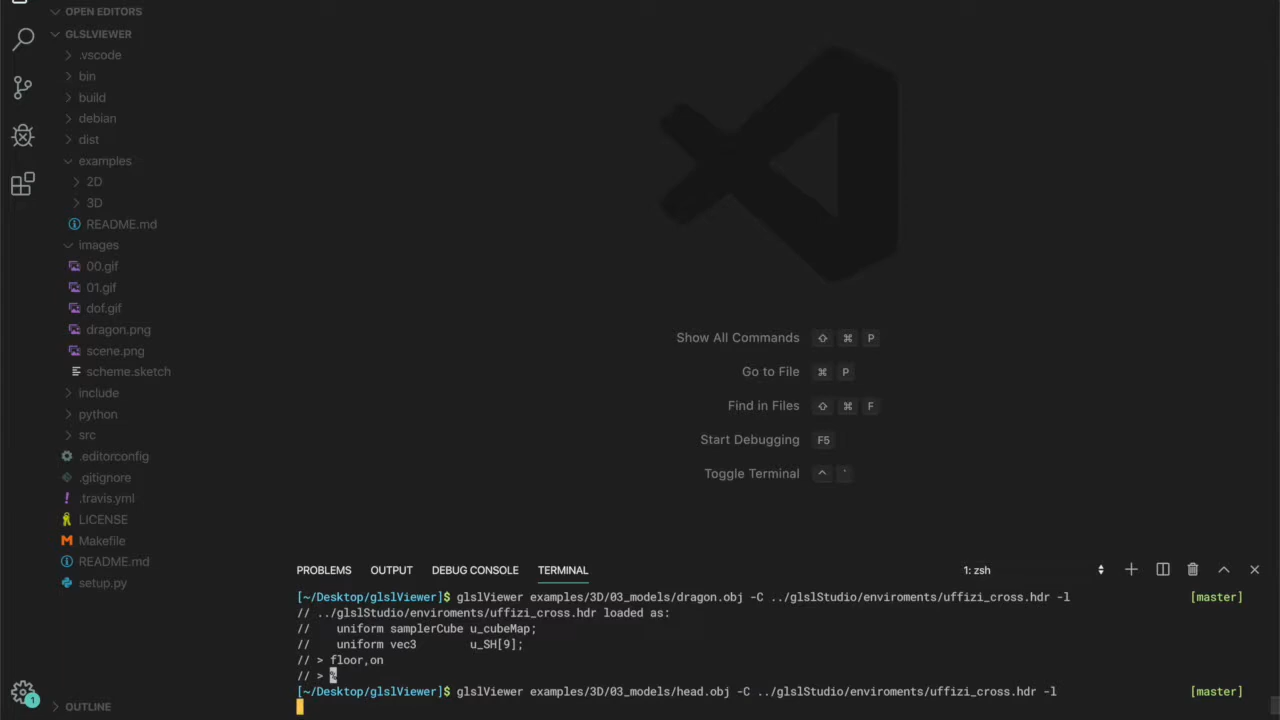 OPEN EDITORS
GLSLVIEWER
.vscode
bin
build
debian
dist
examples
2D
3D
README.md
images
00.gif
01.gif
dof.gif
dragon.png
scene.png
scheme.sketch
include
python
src
.editorconfig
.gitignore
.travis.yml
LICENSE
Makefile
README.md
setup.py
OUTLINE
1
Show All Commands ⇧ ⌘ P
Go to File ⌘ P
Find in Files ⇧ ⌘ F
Start Debugging F5
Toggle Terminal ^ `
PROBLEMS OUTPUT DEBUG CONSOLE TERMINAL 1: zsh
[~/Desktop/glslViewer]$ glslViewer examples/3D/03_models/dragon.obj -C ../glslStudio/enviroments/uffizi_cross.hdr -l [master]
// ../glslStudio/enviroments/uffizi_cross.hdr loaded as:
// uniform samplerCube u_cubeMap;
// uniform vec3 u_SH[9];
// > floor,on
// > %
[~/Desktop/glslViewer]$ glslViewer examples/3D/03_models/head.obj -C ../glslStudio/enviroments/uffizi_cross.hdr -l [master]